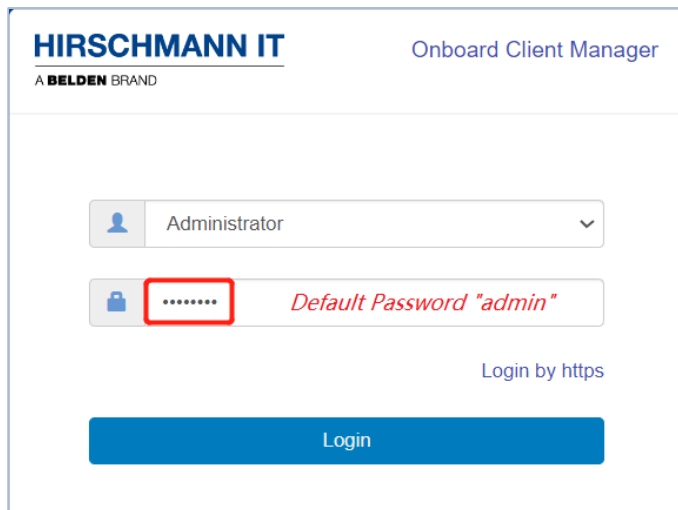 HIRSCHMANN IT
Onboard Client Manager
A BELDEN BRAND
Administrator
•••••••• Default Password "admin"
Login by https
Login